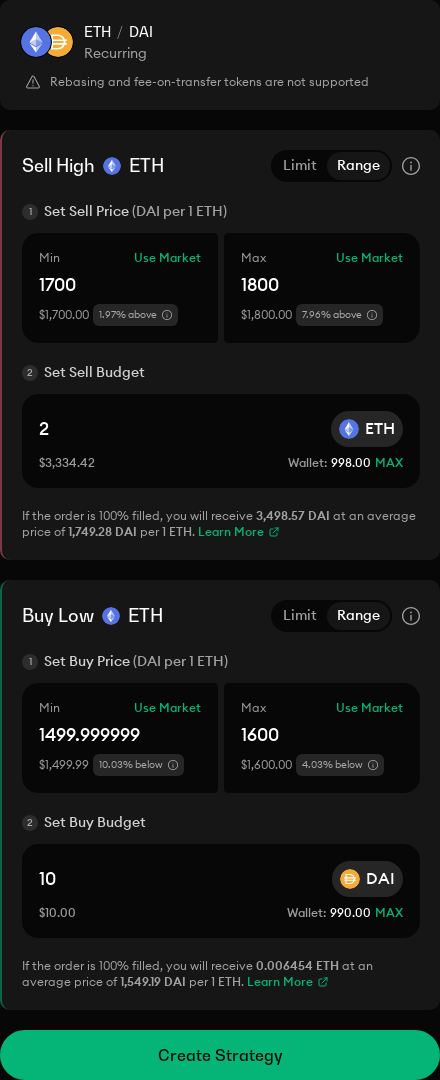 ETH / DAI
Recurring
Rebasing and fee-on-transfer tokens are not supported
Sell High ETH Limit Range
1 Set Sell Price (DAI per 1 ETH)
Min Use Market Max Use Market
1700 1800
$1,700.00 1.97% above $1,800.00 7.96% above
2 Set Sell Budget
2 ETH
$3,334.42 Wallet: 998.00 MAX
If the order is 100% filled, you will receive 3,498.57 DAI at an average
price of 1,749.28 DAI per 1 ETH. Learn More
Buy Low ETH Limit Range
1 Set Buy Price (DAI per 1 ETH)
Min Use Market Max Use Market
1499.999999 1600
$1,499.99 10.03% below $1,600.00 4.03% below
2 Set Buy Budget
10 DAI
$10.00 Wallet: 990.00 MAX
If the order is 100% filled, you will receive 0.006454 ETH at an
average price of 1,549.19 DAI per 1 ETH. Learn More
Create Strategy